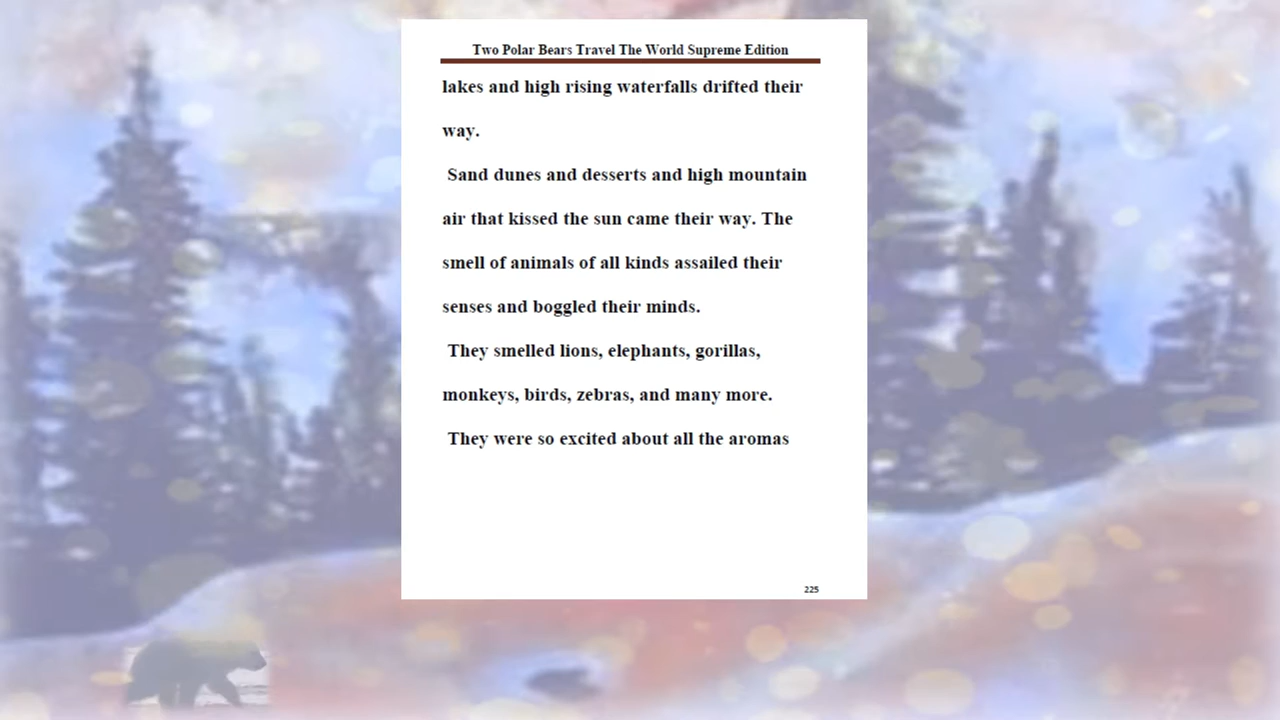 Two Polar Bears Travel The World Supreme Edition
lakes and high rising waterfalls drifted their
way.
Sand dunes and desserts and high mountain
air that kissed the sun came their way. The
smell of animals of all kinds assailed their
senses and boggled their minds.
They smelled lions, elephants, gorillas,
monkeys, birds, zebras, and many more.
They were so excited about all the aromas
225